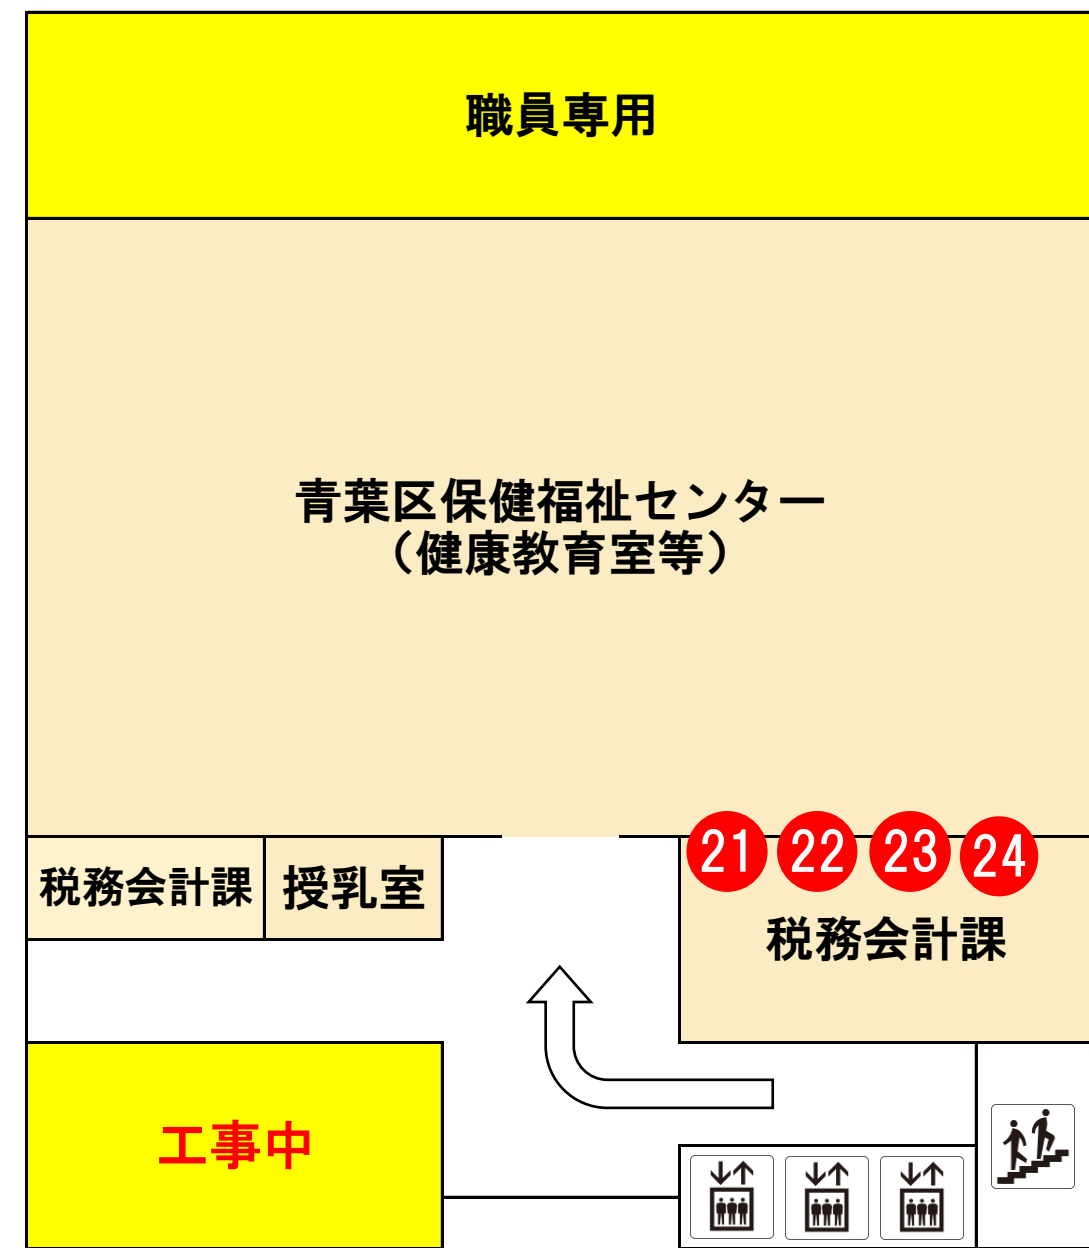 職員専用
青葉区保健福祉センター
（健康教育室等）
21 22 23 24
税務会計課 授乳室
税務会計課
工事中